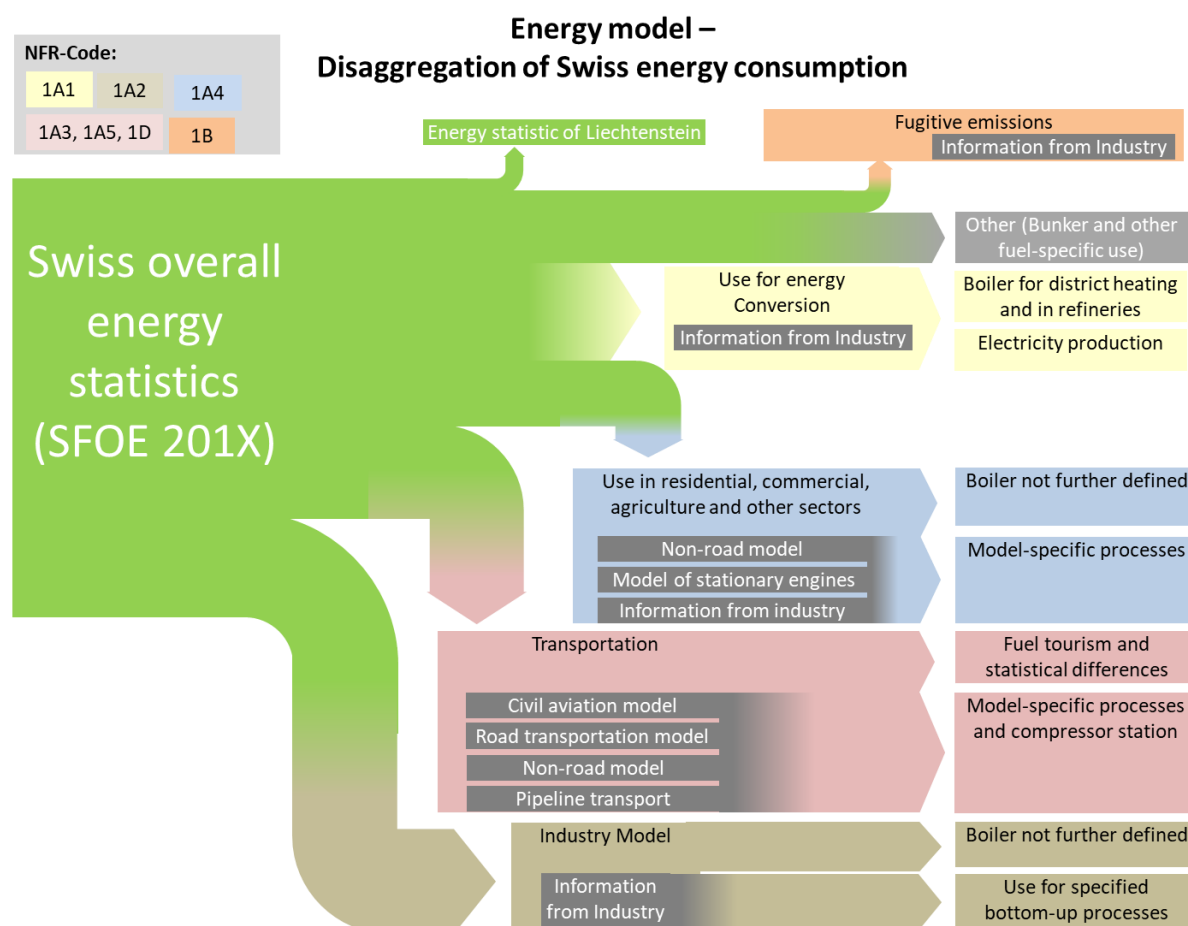 Energy model –
Disaggregation of Swiss energy consumption
NFR-Code:
1A1
1A2
1A4
1A3, 1A5, 1D
1B
Energy statistic of Liechtenstein
Fugitive emissions
Information from Industry
Swiss overall
energy
statistics
(SFOE 201X)
Other (Bunker and other
fuel-specific use)
Use for energy
Conversion
Information from Industry
Boiler for district heating
and in refineries
Electricity production
Use in residential, commercial,
agriculture and other sectors
Non-road model
Model of stationary engines
Information from industry
Boiler not further defined
Model-specific processes
Transportation
Civil aviation model
Road transportation model
Non-road model
Pipeline transport
Fuel tourism and
statistical differences
Model-specific processes
and compressor station
Industry Model
Information
from Industry
Boiler not further defined
Use for specified
bottom-up processes